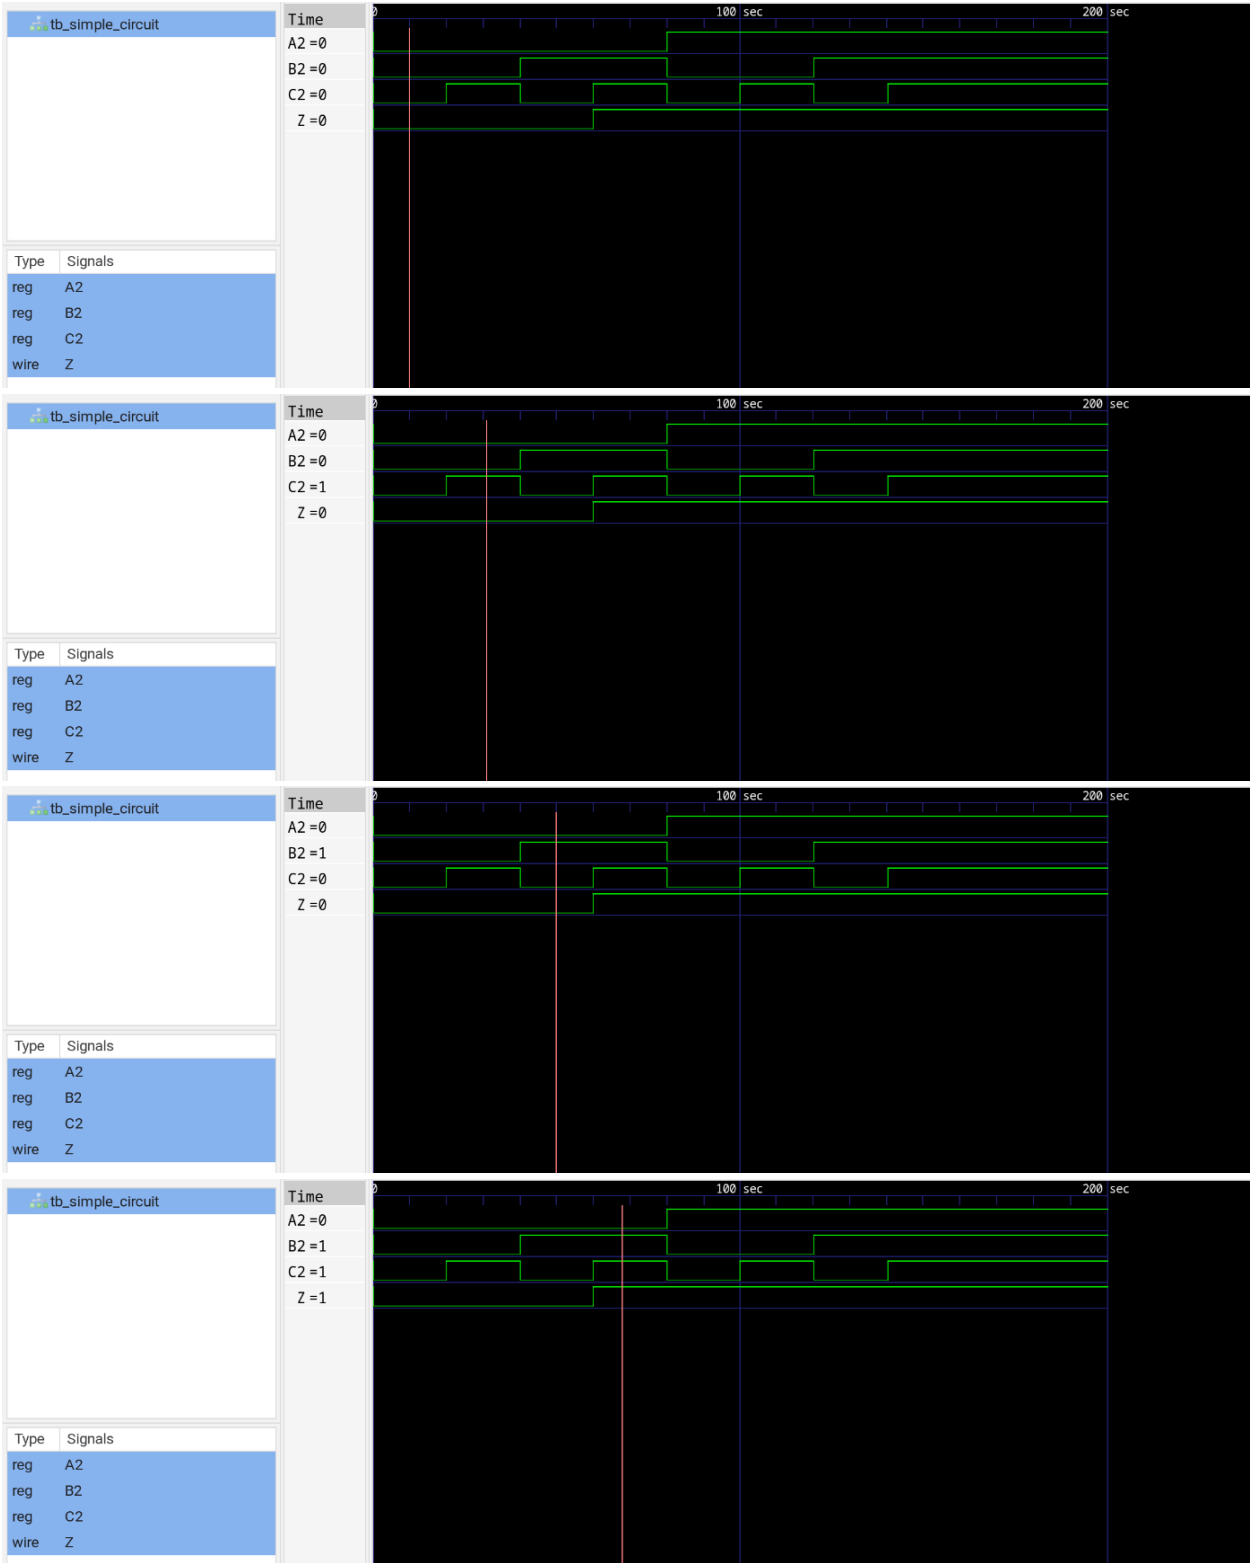 tb_simple_circuit
Time
0 100 sec 200 sec
A2=0
B2=0
C2=0
Z=0
Type Signals
reg A2
reg B2
reg C2
wire Z
tb_simple_circuit
Time
0 100 sec 200 sec
A2=0
B2=0
C2=1
Z=0
Type Signals
reg A2
reg B2
reg C2
wire Z
tb_simple_circuit
Time
0 100 sec 200 sec
A2=0
B2=1
C2=0
Z=0
Type Signals
reg A2
reg B2
reg C2
wire Z
tb_simple_circuit
Time
0 100 sec 200 sec
A2=0
B2=1
C2=1
Z=1
Type Signals
reg A2
reg B2
reg C2
wire Z